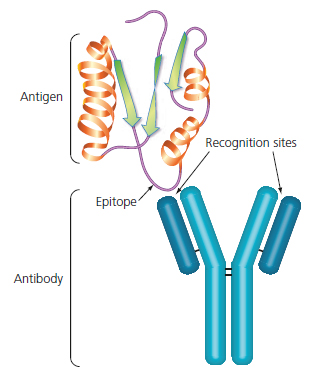 Antigen
Recognition sites
Epitope
Antibody